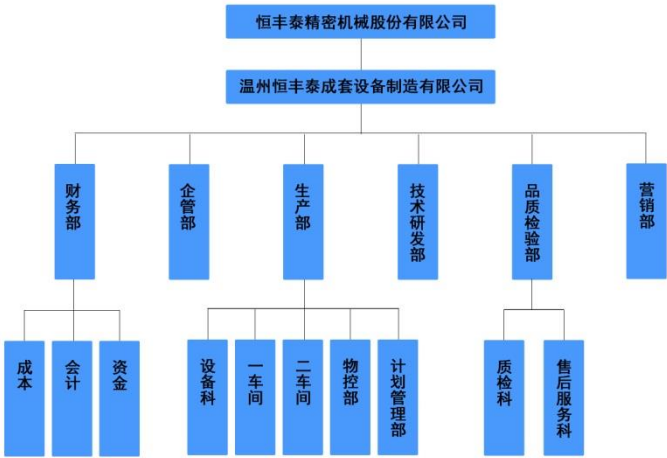 恒丰泰精密机械股份有限公司
温州恒丰泰成套设备制造有限公司
财务部
企管部
生产部
技术研发部
品质检验部
营销部
成本
会计
资金
设备科
一车间
二车间
物控部
计划管理部
质检科
售后服务科